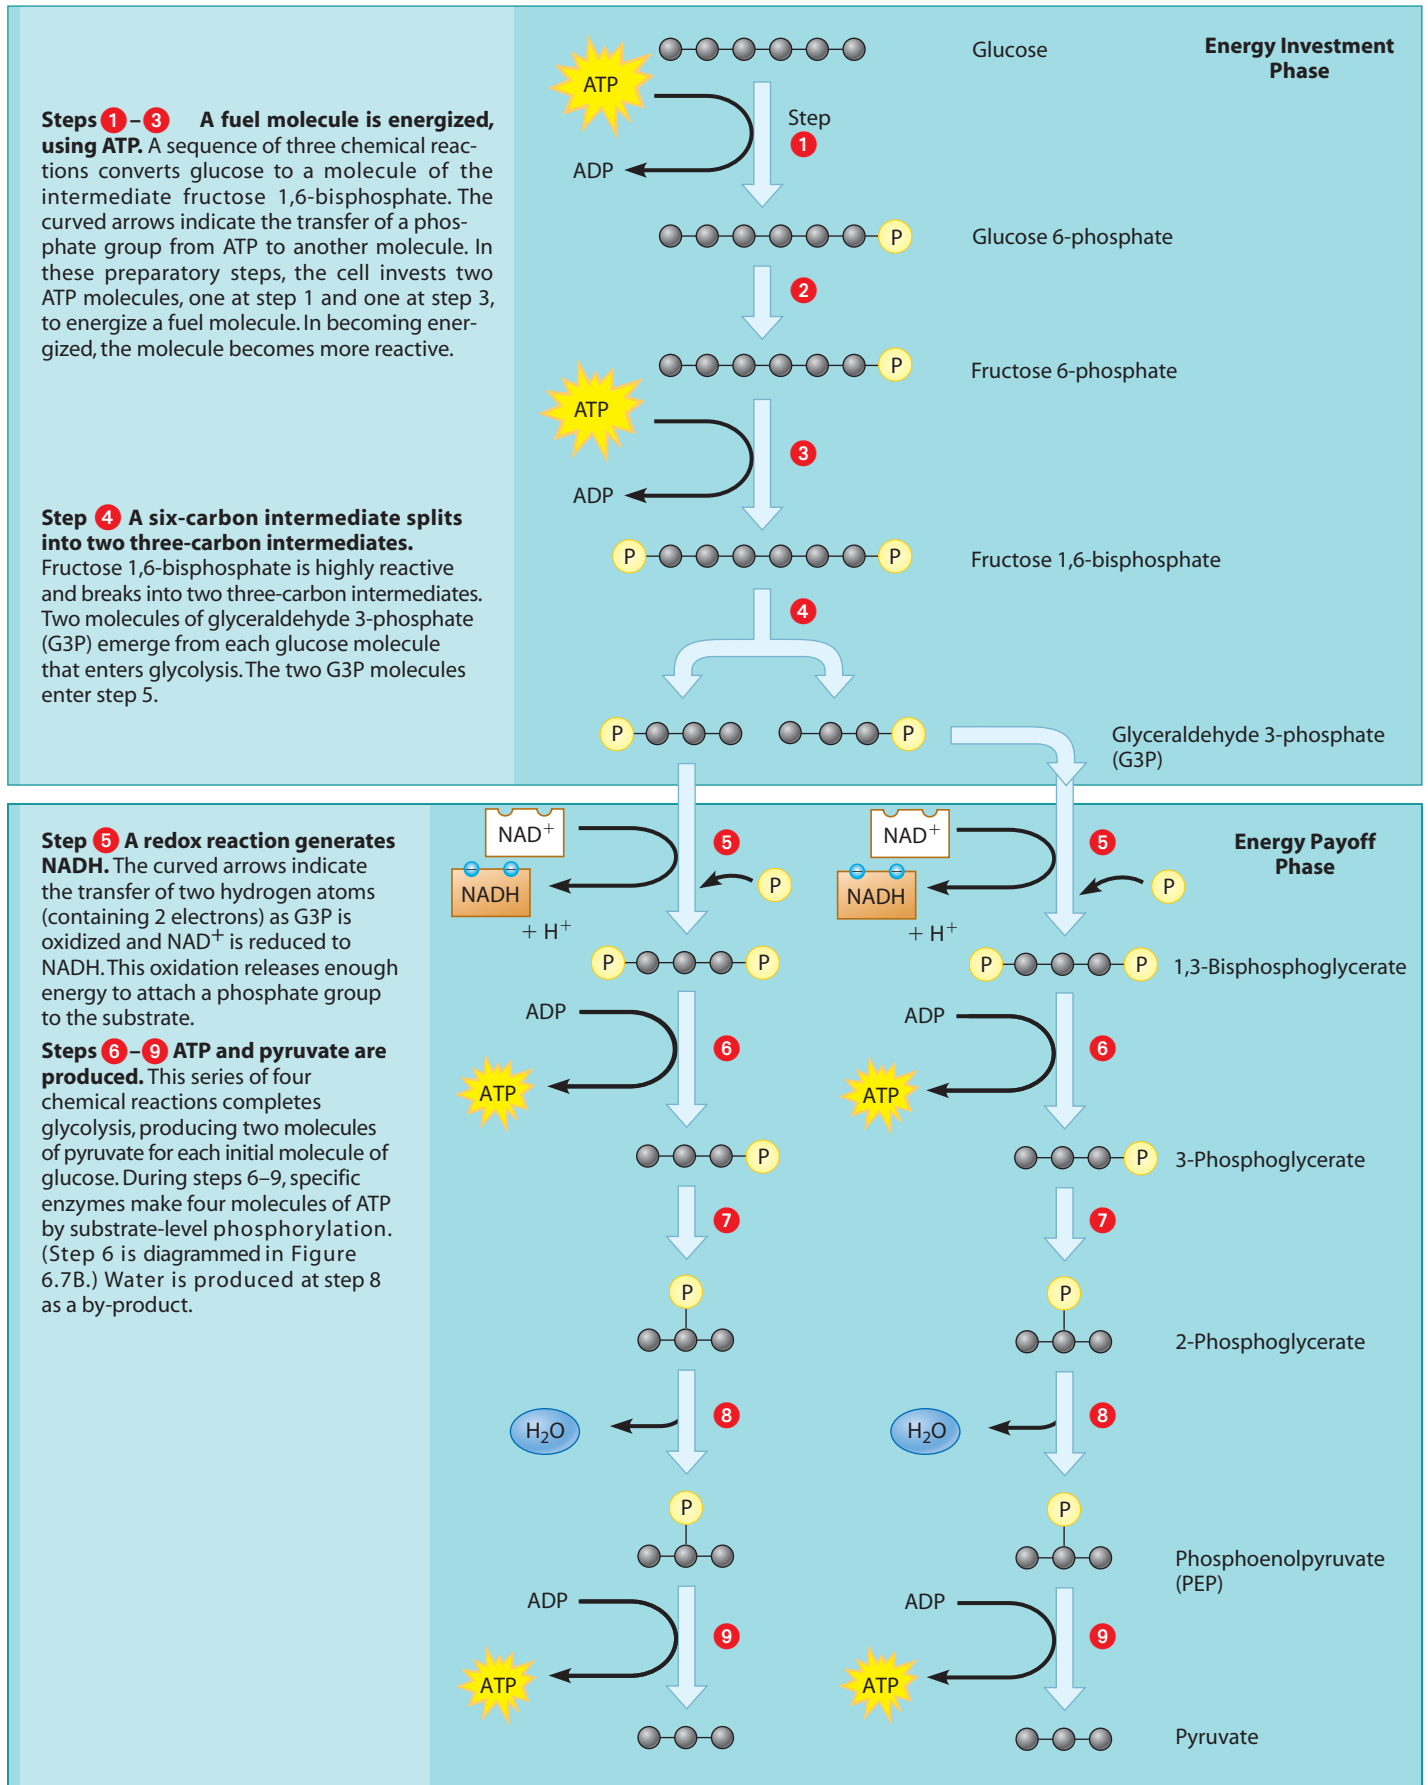 Energy Investment
Phase
Steps 1 – 3 A fuel molecule is energized,
using ATP. A sequence of three chemical reac-
tions converts glucose to a molecule of the
intermediate fructose 1,6-bisphosphate. The
curved arrows indicate the transfer of a phos-
phate group from ATP to another molecule. In
these preparatory steps, the cell invests two
ATP molecules, one at step 1 and one at step 3,
to energize a fuel molecule. In becoming ener-
gized, the molecule becomes more reactive.
Step 4 A six-carbon intermediate splits
into two three-carbon intermediates.
Fructose 1,6-bisphosphate is highly reactive
and breaks into two three-carbon intermediates.
Two molecules of glyceraldehyde 3-phosphate
(G3P) emerge from each glucose molecule
that enters glycolysis. The two G3P molecules
enter step 5.
ATP
Glucose
Step
1
ADP
P
Glucose 6-phosphate
2
P
Fructose 6-phosphate
ATP
3
ADP
P P
Fructose 1,6-bisphosphate
4
P P
Glyceraldehyde 3-phosphate
(G3P)
Energy Payoff
Phase
Step 5 A redox reaction generates
NADH. The curved arrows indicate
the transfer of two hydrogen atoms
(containing 2 electrons) as G3P is
oxidized and NAD+ is reduced to
NADH. This oxidation releases enough
energy to attach a phosphate group
to the substrate.
Steps 6 – 9 ATP and pyruvate are
produced. This series of four
chemical reactions completes
glycolysis, producing two molecules
of pyruvate for each initial molecule of
glucose. During steps 6–9, specific
enzymes make four molecules of ATP
by substrate-level phosphorylation.
(Step 6 is diagrammed in Figure
6.7B.) Water is produced at step 8
as a by-product.
NAD+ 5 NAD+ 5
P P
NADH NADH
+ H+ + H+
P P P P 1,3-Bisphosphoglycerate
ADP ADP
6 6
ATP ATP
P P 3-Phosphoglycerate
7 7
P P
2-Phosphoglycerate
8 8
H2O H2O
P P
Phosphoenolpyruvate
(PEP)
ADP ADP
9 9
ATP ATP
Pyruvate